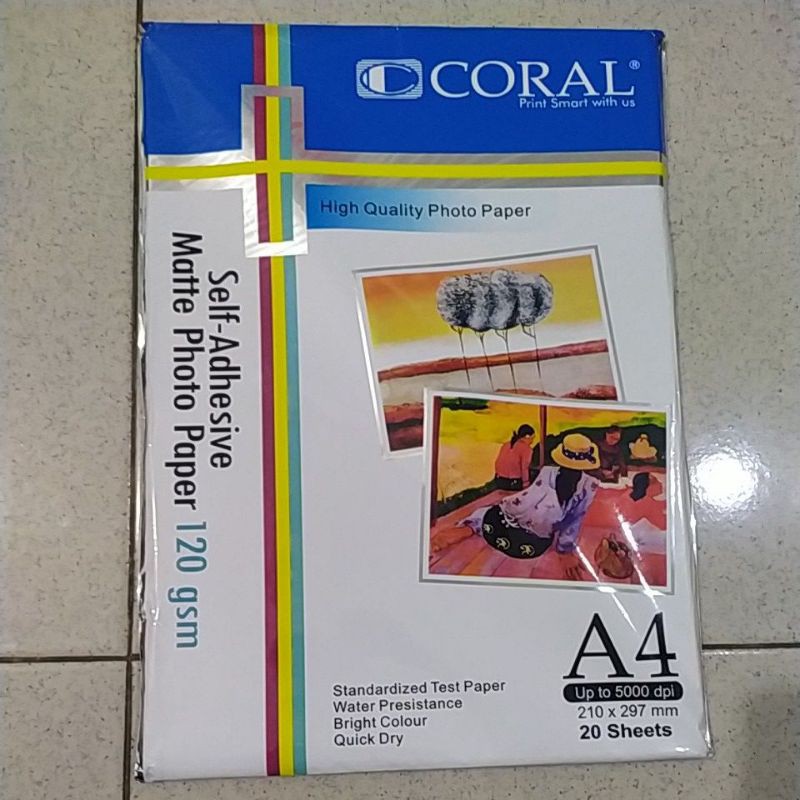 CORAL®
Print Smart with us
High Quality Photo Paper
Self-Adhesive
Matte Photo Paper 120 gsm
A4
Up to 5000 dpi
210 x 297 mm
20 Sheets
Standardized Test Paper
Water Presistance
Bright Colour
Quick Dry